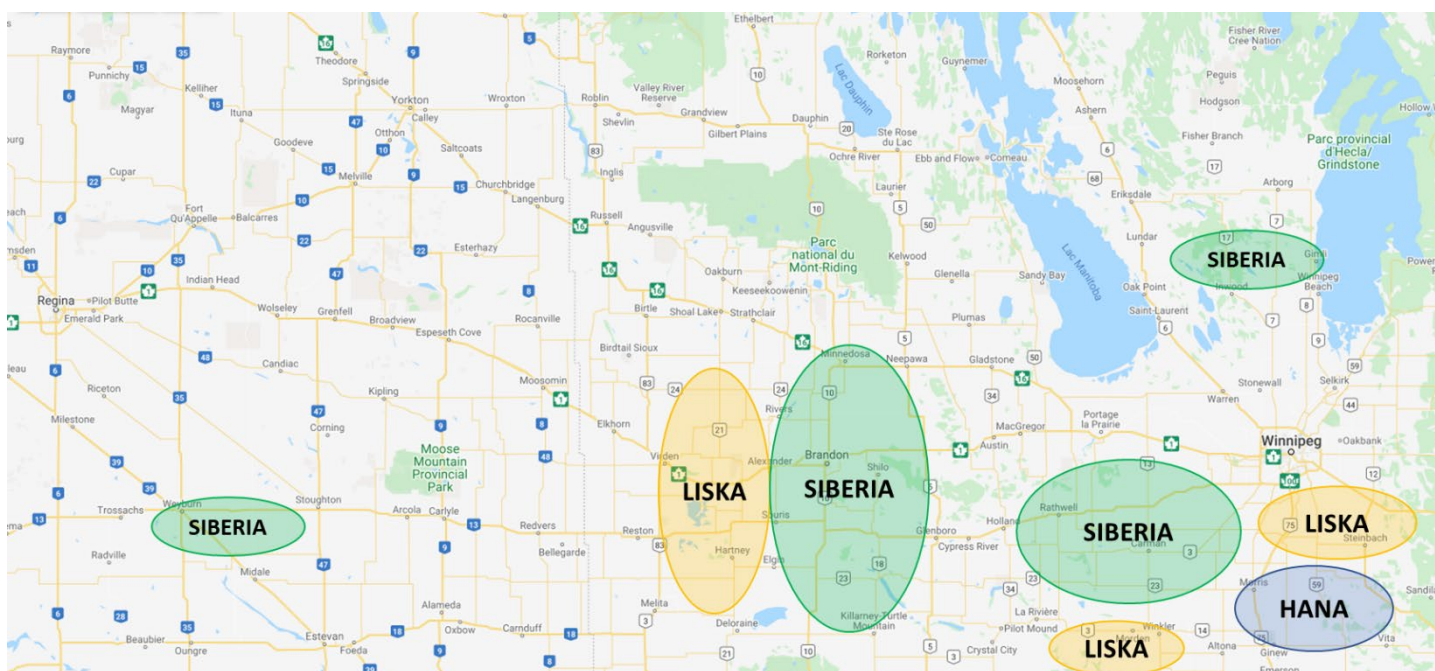 Ethelbert
Fisher River
Cree Nation
Raymore
Punnichy
Theodore
Springside
Kelliher
Ituna
Magyar
Yorkton
Calley
Wroxton
Roblin
Shevlin
Valley River
Reserve
Grandview
Gilbert Plains
Dauphin
Lac Dauphin
Rorketon
Guynemer
Moosehorn
Ashern
Peguis
Hodgson
Fisher Branch
Hollow
Parc provincial
d'Hecla/
Grindstone
Otthon
Goodeve
Saltcoats
Melville
Cupar
Churchbridge
Langenburg
Inglis
Ste Rose
du Lac
Ochre River
Ebb and Flow
Corneau
Laurier
Eriksdale
Arborg
Fort
Qu'Appelle
Balcarres
Russell
Angusville
Esterhazy
Parc
national du
Mont-Riding
Kelwood
Lundar
SIBERIA
Gimli
Winnipeg
Beach
Inwood
Indian Head
Regina
Pilot Butte
Emerald Park
Wolseley
Grenfell
Broadview
Espeseth Cove
Rocanville
Oakburn
Keeseekoowenin
Birtle
Shoal Lake
Strathclair
Glenella
Sandy Bay
Lac Manitoba
Oak Point
Saint-Laurent
Plumas
Candiac
Birdtail Sioux
Minnedosa
Neepawa
Gladstone
Riceton
Kipling
Moosomin
Warren
Stonewall
Selkirk
Milestone
Corning
Elkhorn
Rivers
MacGregor
Austin
Portage
la Prairie
Winnipeg
Oakbank
Moose
Mountain
Provincial
Park
Virden
Alexander
Brandon
Shilo
LISKA
SIBERIA
Trossachs
Weyburn
SIBERIA
Stoughton
Arcola
Carlyle
Redvers
Bellegarde
Reston
Souris
Hartney
Elgin
Glenboro
Cypress River
Holland
Rathwell
SIBERIA
Carman
LISKA
Steinbach
Radville
Midale
Morris
HANA
Sandila
Melita
Deloraine
Killarney-Turtle
Mountain
La Rivière
Pilot Mound
Crystal City
Morden
Winkler
LISKA
Altona
Ginew
Emerson
Vita
Beaubier
Oungre
Estevan
Foeda
Alameda
Oxbow
Carnduff